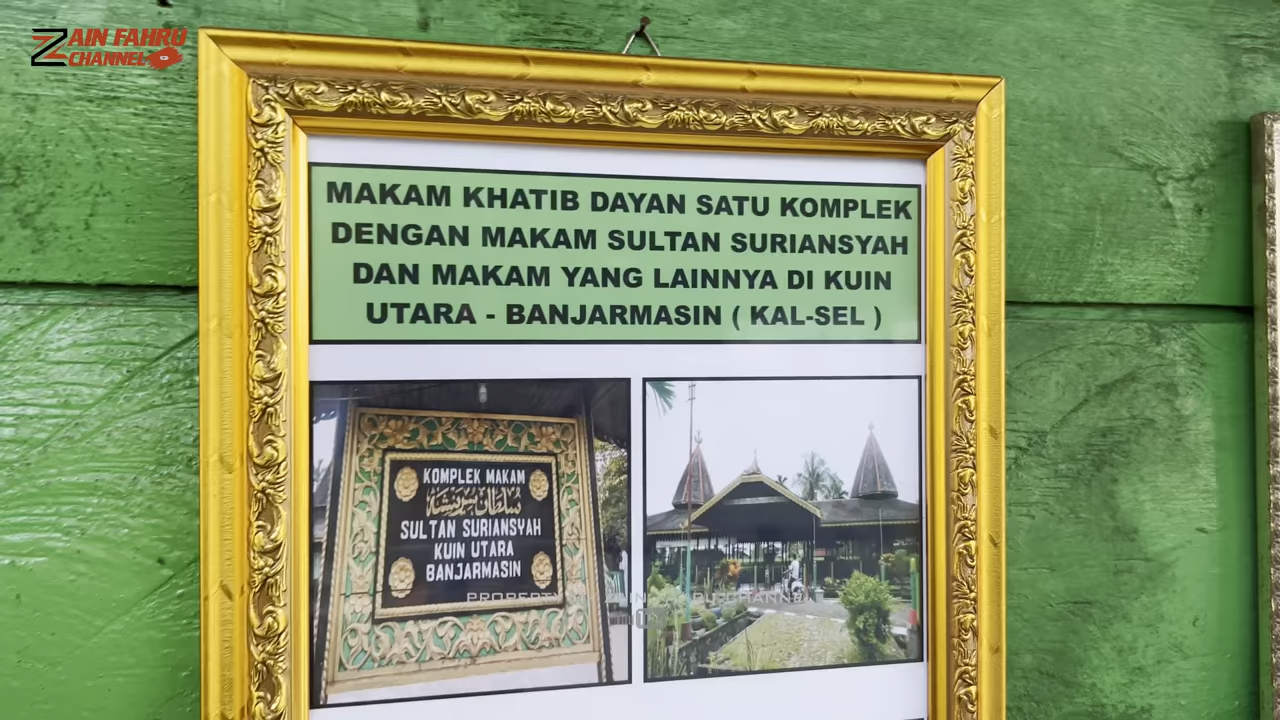 ZAIN FAHRU
CHANNEL
MAKAM KHATIB DAYAN SATU KOMPLEK
DENGAN MAKAM SULTAN SURIANSYAH
DAN MAKAM YANG LAINNYA DI KUIN
UTARA - BANJARMASIN ( KAL-SEL )
KOMPLEK MAKAM
سلطان سوريانشاه
SULTAN SURIANSYAH
KUIN UTARA
BANJARMASIN